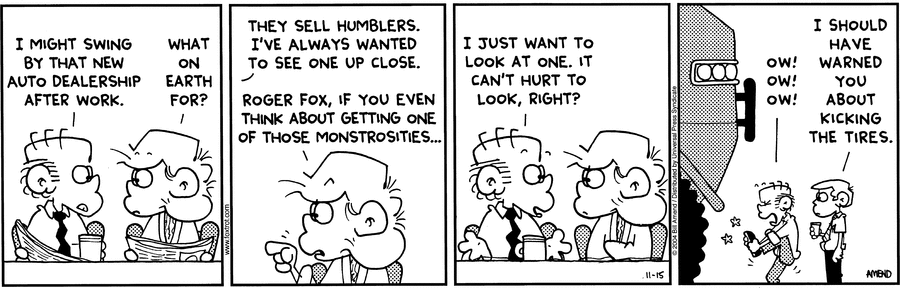 I MIGHT SWING
BY THAT NEW
AUTO DEALERSHIP
AFTER WORK.
WHAT
ON
EARTH
FOR?
www.foxtrot.com
THEY SELL HUMBLERS.
I'VE ALWAYS WANTED
TO SEE ONE UP CLOSE.
ROGER FOX, IF YOU EVEN
THINK ABOUT GETTING ONE
OF THOSE MONSTROSITIES...
I JUST WANT TO
LOOK AT ONE. IT
CAN'T HURT TO
LOOK, RIGHT?
11-15
© 2004 Bill Amend / Distributed by Universal Press Syndicate
OW!
OW!
OW!
I SHOULD
HAVE
WARNED
YOU
ABOUT
KICKING
THE TIRES.
AMEND